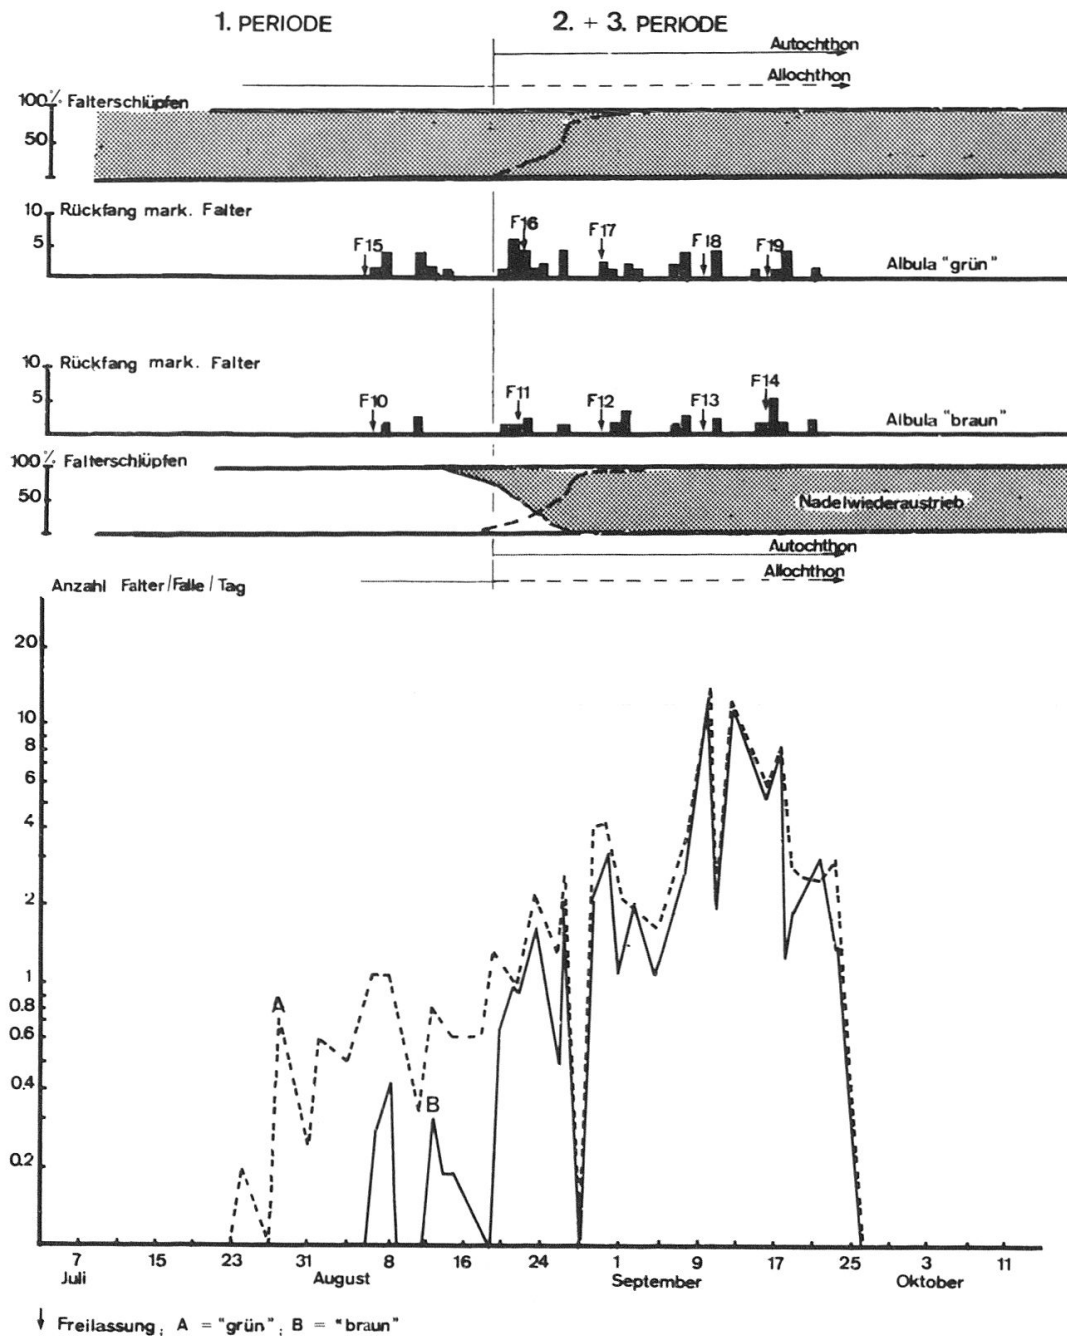 1. PERIODE
2. + 3. PERIODE
Autochthon
Allochthon
100% Falterschlüpfen
50
10 Rückfang mark. Falter
5
F15
F16
F17
F18
F19
Albula "grün"
10 Rückfang mark. Falter
5
F10
F11
F12
F13
F14
Albula "braun"
100% Falterschlüpfen
50
Nadelwiederaustrieb
Autochthon
Allochthon
Anzahl Falter/Falle/Tag
20
10
8
6
4
2
1
0.8
0.6
0.4
0.2
A
B
7 15 23 31 8 16 24 1 9 17 25 3 11
Juli August September Oktober
↓ Freilassung; A = "grün"; B = "braun"